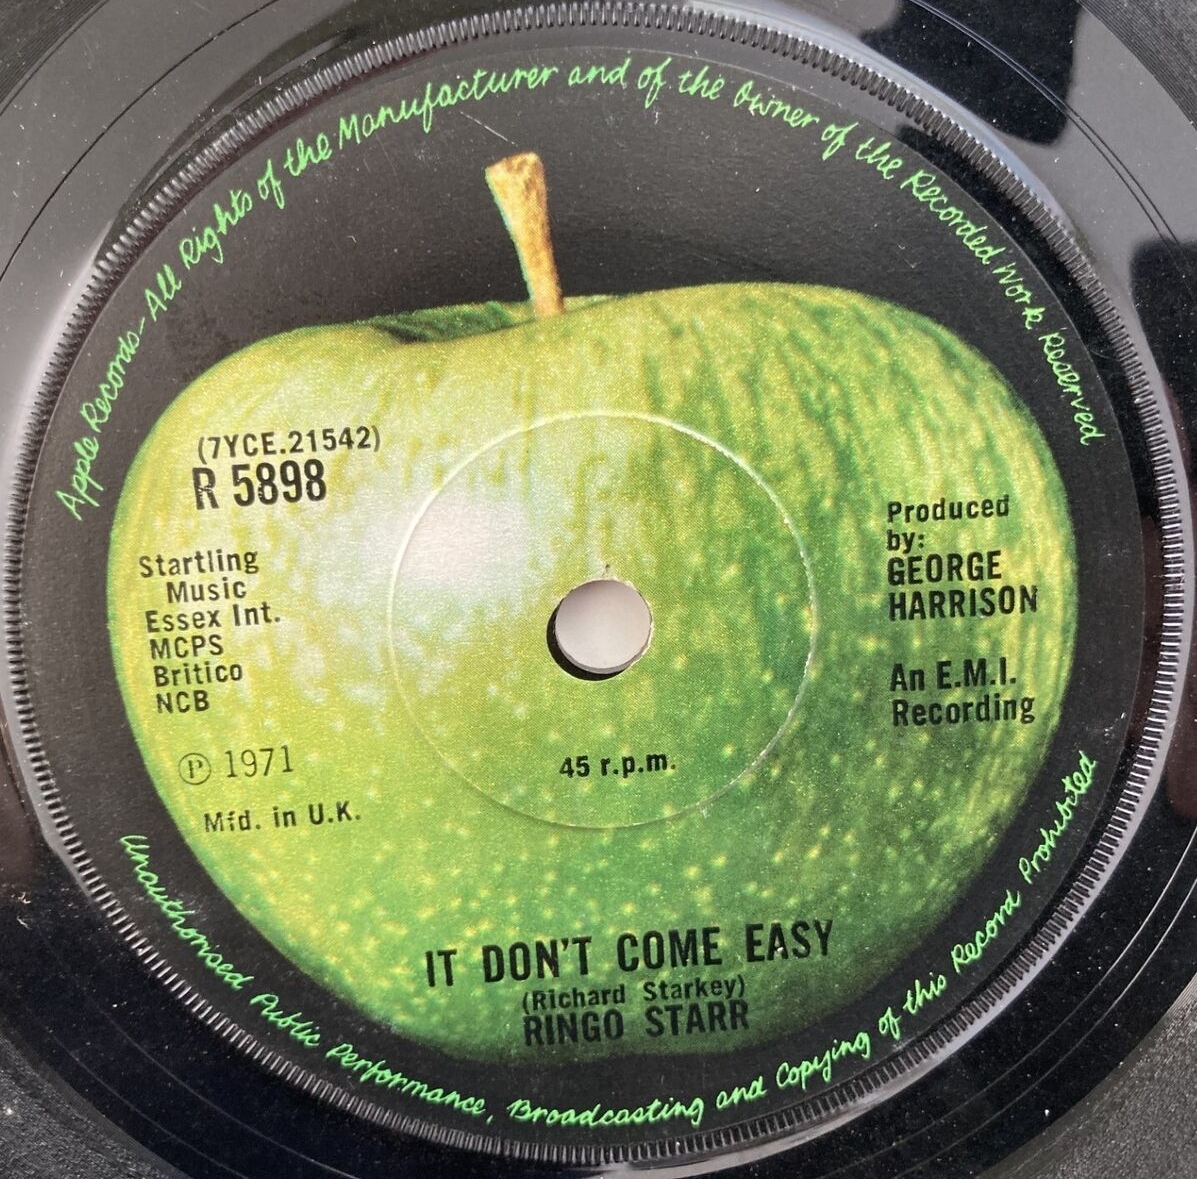 Apple Records-All Rights of the Manufacturer and of the Owner of the Recorded Work Reserved
(7YCE.21542)
R 5898
Startling
Music
Essex Int.
MCPS
Britico
NCB
Ⓟ 1971
Mfd. in U.K.
Produced
by:
GEORGE
HARRISON
An E.M.I.
Recording
45 r.p.m.
IT DON'T COME EASY
(Richard Starkey)
RINGO STARR
Unauthorised Public Performance, Broadcasting and Copying of this Record Prohibited